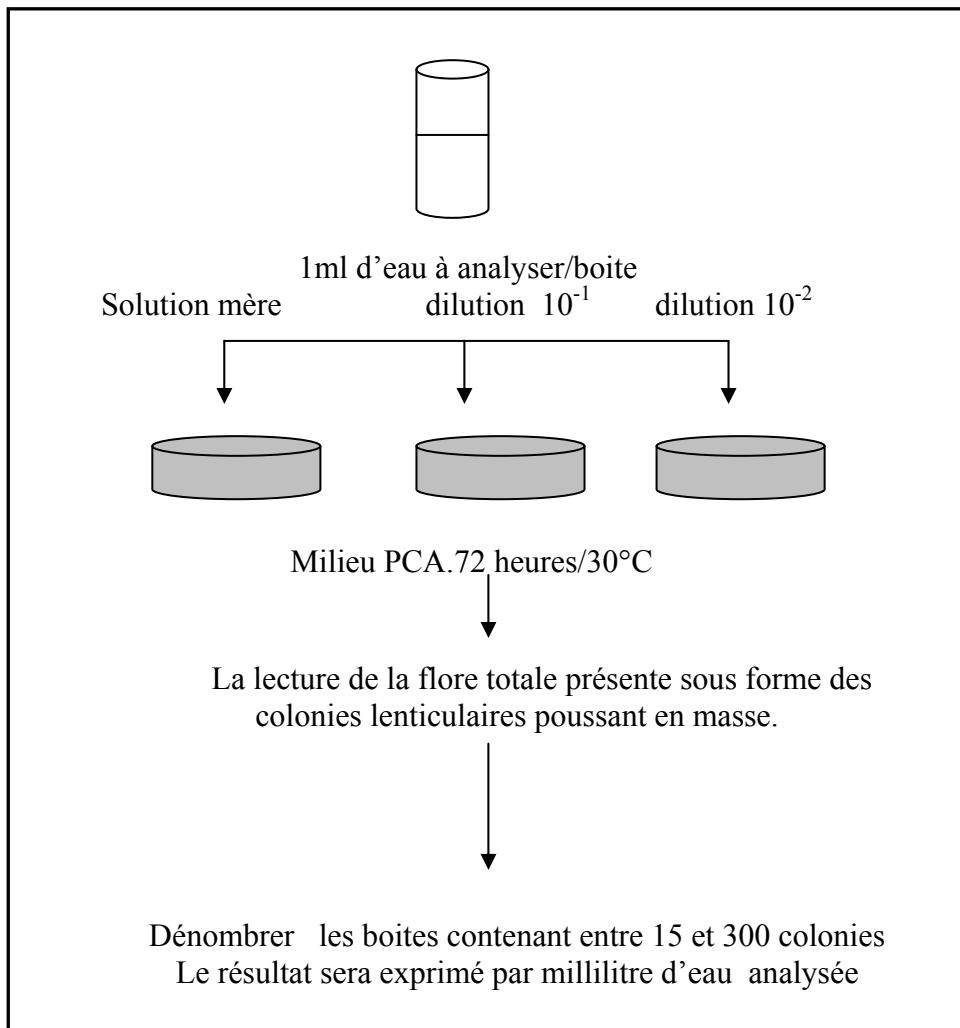 1ml d’eau à analyser/boite
Solution mère dilution 10⁻¹ dilution 10⁻²
Milieu PCA.72 heures/30°C
La lecture de la flore totale présente sous forme des
colonies lenticulaires poussant en masse.
Dénombrer les boites contenant entre 15 et 300 colonies
Le résultat sera exprimé par millilitre d’eau analysée